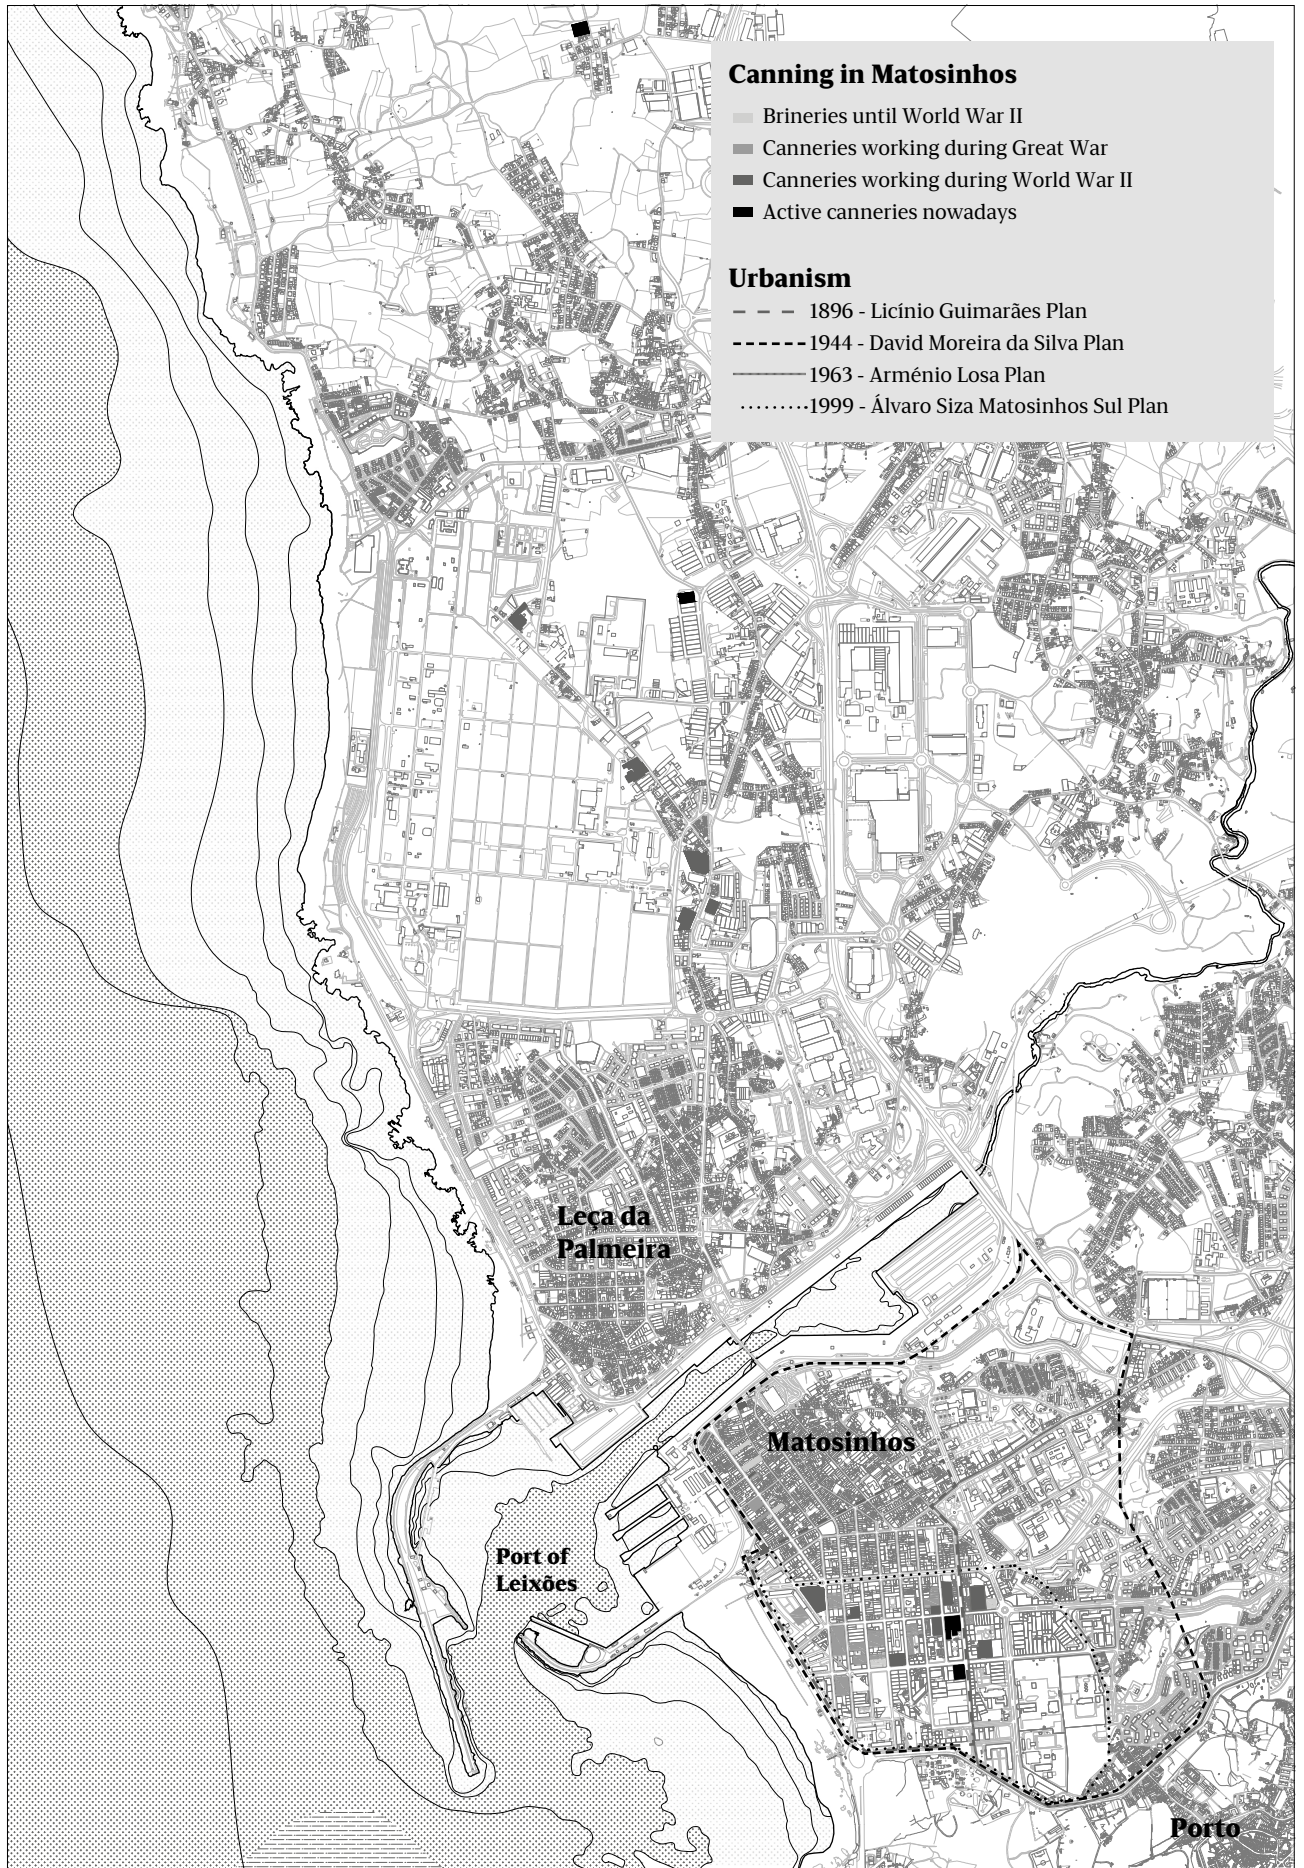 Canning in Matosinhos
Brineries until World War II
Canneries working during Great War
Canneries working during World War II
Active canneries nowadays
Urbanism
1896 - Licínio Guimarães Plan
1944 - David Moreira da Silva Plan
1963 - Arménio Losa Plan
1999 - Álvaro Siza Matosinhos Sul Plan
Leça da
Palmeira
Matosinhos
Port of
Leixões
Porto